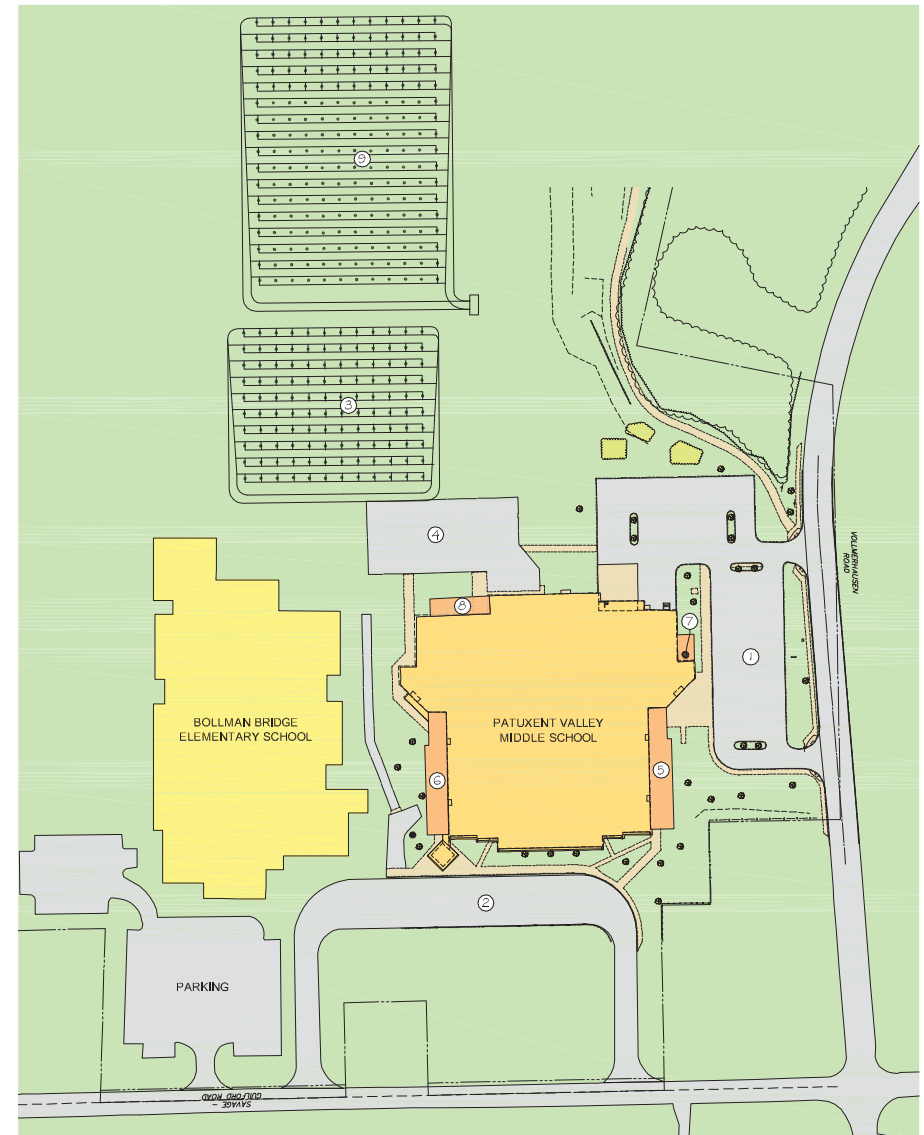 9
3
4
8
7
VOLLMERHAUSEN
ROAD
1
BOLLMAN BRIDGE
ELEMENTARY SCHOOL
PATUXENT VALLEY
MIDDLE SCHOOL
6
5
2
PARKING
SAVAGE -
GUILFORD ROAD